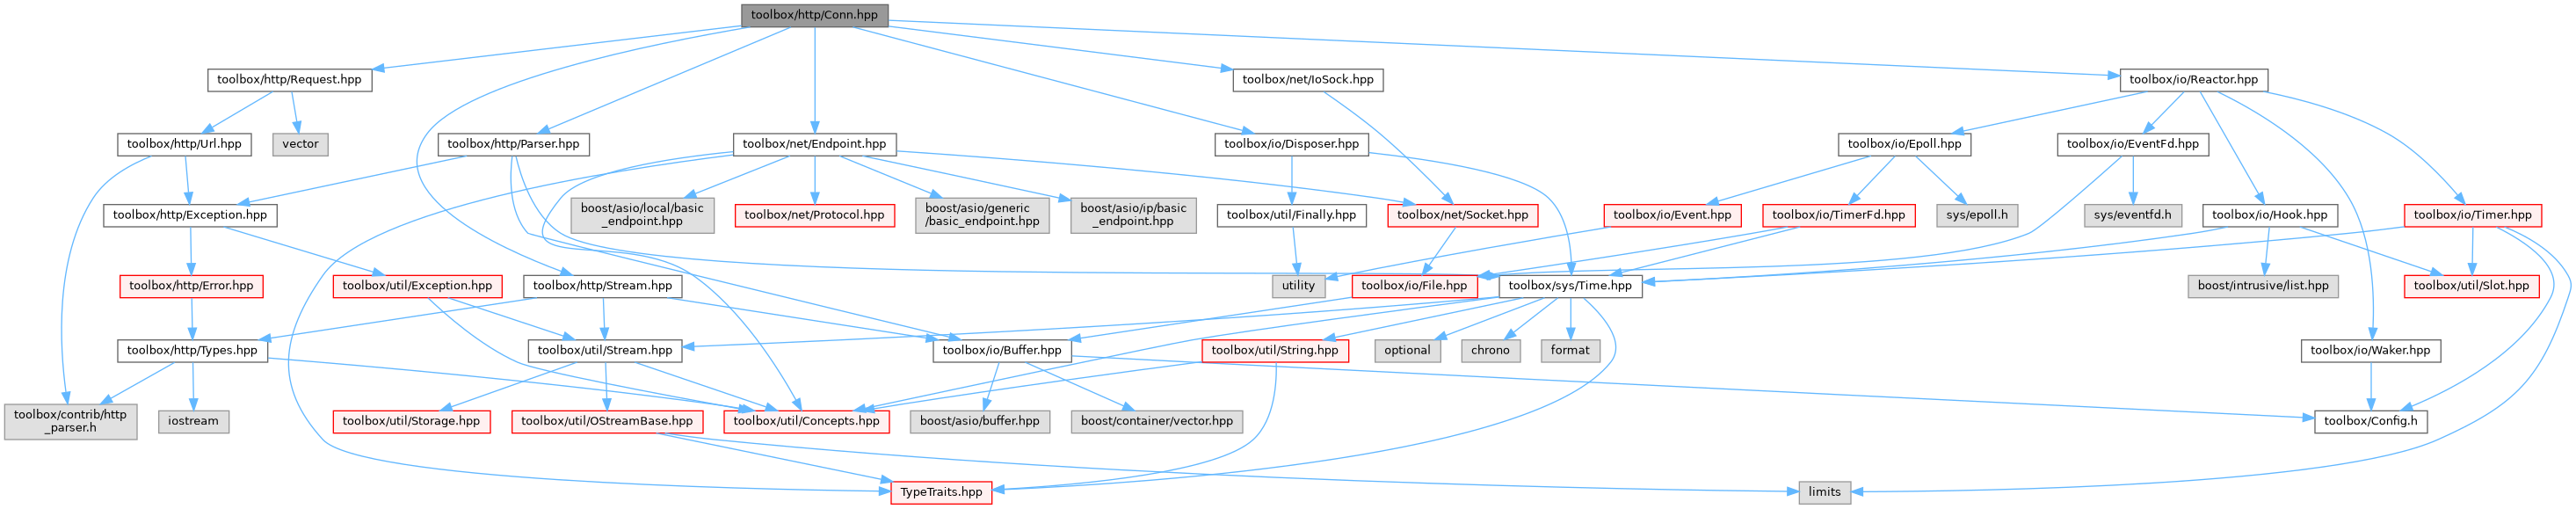 toolbox/http/Conn.hpp
toolbox/http/Request.hpp
toolbox/net/IoSock.hpp
toolbox/io/Reactor.hpp
toolbox/http/Url.hpp
vector
toolbox/http/Parser.hpp
toolbox/net/Endpoint.hpp
toolbox/io/Disposer.hpp
toolbox/io/Epoll.hpp
toolbox/io/EventFd.hpp
toolbox/http/Exception.hpp
boost/asio/local/basic
_endpoint.hpp
toolbox/net/Protocol.hpp
boost/asio/generic
/basic_endpoint.hpp
boost/asio/ip/basic
_endpoint.hpp
toolbox/util/Finally.hpp
toolbox/net/Socket.hpp
toolbox/io/Event.hpp
toolbox/io/TimerFd.hpp
sys/epoll.h
sys/eventfd.h
toolbox/io/Hook.hpp
toolbox/io/Timer.hpp
toolbox/http/Error.hpp
toolbox/util/Exception.hpp
toolbox/http/Stream.hpp
utility
toolbox/io/File.hpp
toolbox/sys/Time.hpp
boost/intrusive/list.hpp
toolbox/util/Slot.hpp
toolbox/http/Types.hpp
toolbox/util/Stream.hpp
toolbox/io/Buffer.hpp
toolbox/util/String.hpp
optional
chrono
format
toolbox/io/Waker.hpp
toolbox/contrib/http
_parser.h
iostream
toolbox/util/Storage.hpp
toolbox/util/OStreamBase.hpp
toolbox/util/Concepts.hpp
boost/asio/buffer.hpp
boost/container/vector.hpp
toolbox/Config.h
TypeTraits.hpp
limits